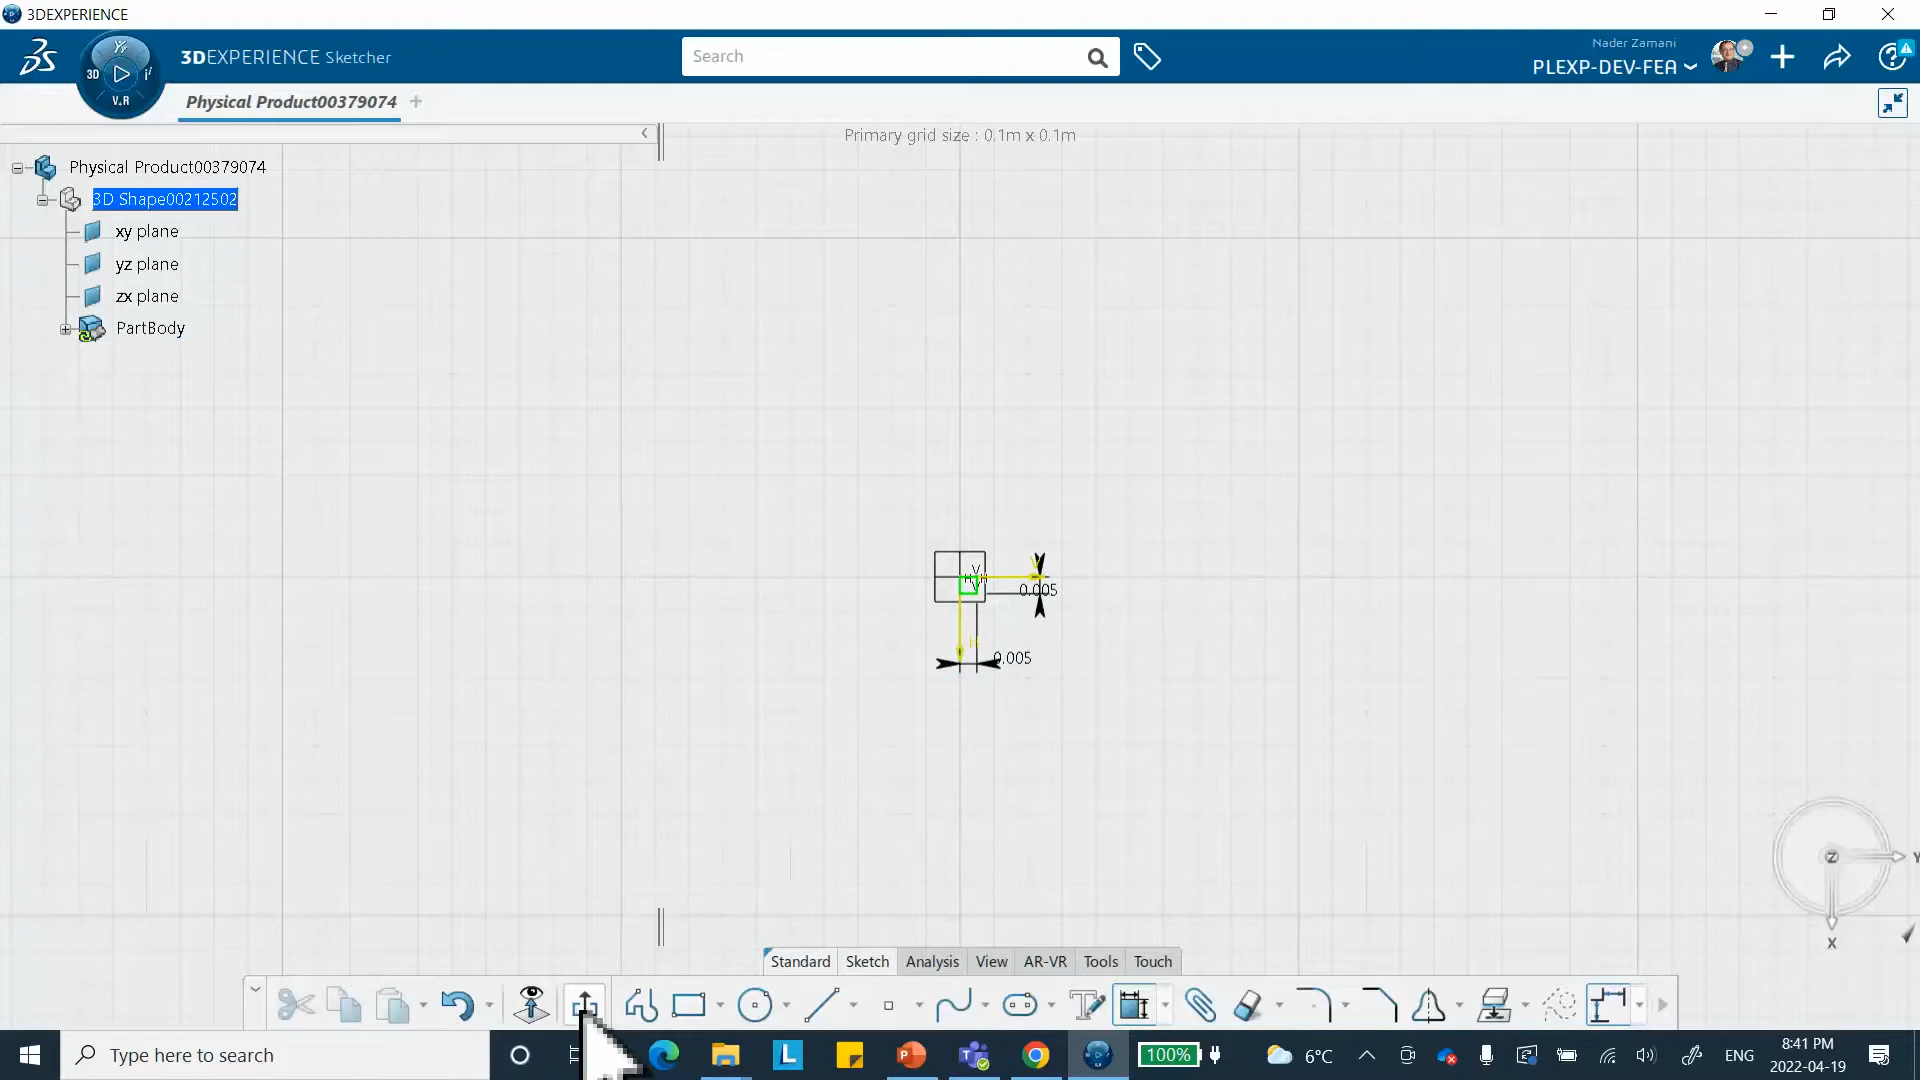 3DEXPERIENCE
3DEXPERIENCE Sketcher
Search
Nader Zamani
PLEXP-DEV-FEA
3D
V.R
Physical Product00379074
Primary grid size : 0.1m x 0.1m
Physical Product00379074
3D Shape00212502
xy plane
yz plane
zx plane
PartBody
V
H
0.005
H
0.005
Z
Y
X
Standard
Sketch
Analysis
View
AR-VR
Tools
Touch
Type here to search
100%
6°C
ENG
8:41 PM
2022-04-19